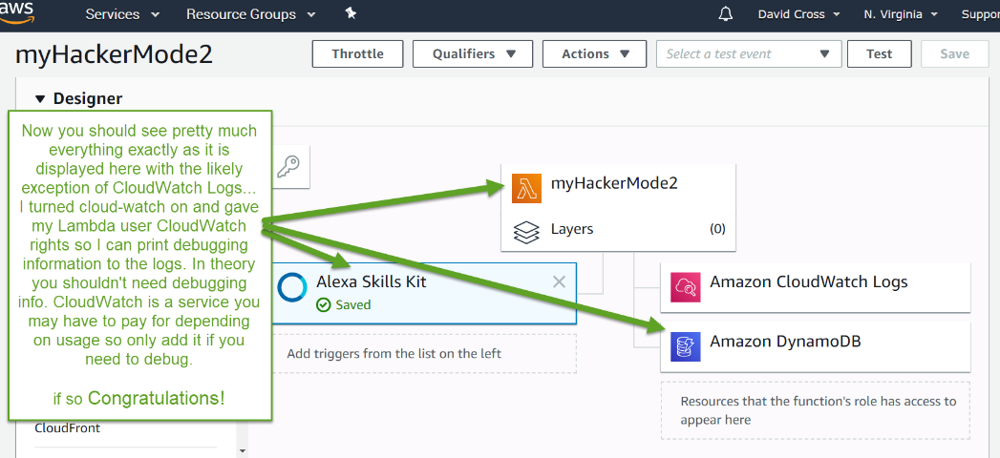 aws
Services
Resource Groups
David Cross
N. Virginia
Suppor
myHackerMode2
Throttle
Qualifiers
Actions
Select a test event
Test
Save
Designer
Now you should see pretty much
everything exactly as it is
displayed here with the likely
exception of CloudWatch Logs...
I turned cloud-watch on and gave
my Lambda user CloudWatch
rights so I can print debugging
information to the logs. In theory
you shouldn't need debugging
info. CloudWatch is a service you
may have to pay for depending
on usage so only add it if you
need to debug.
if so Congratulations!
CloudFront
myHackerMode2
Layers
(0)
Alexa Skills Kit
Saved
Add triggers from the list on the left
Amazon CloudWatch Logs
Amazon DynamoDB
Resources that the function's role has access to
appear here